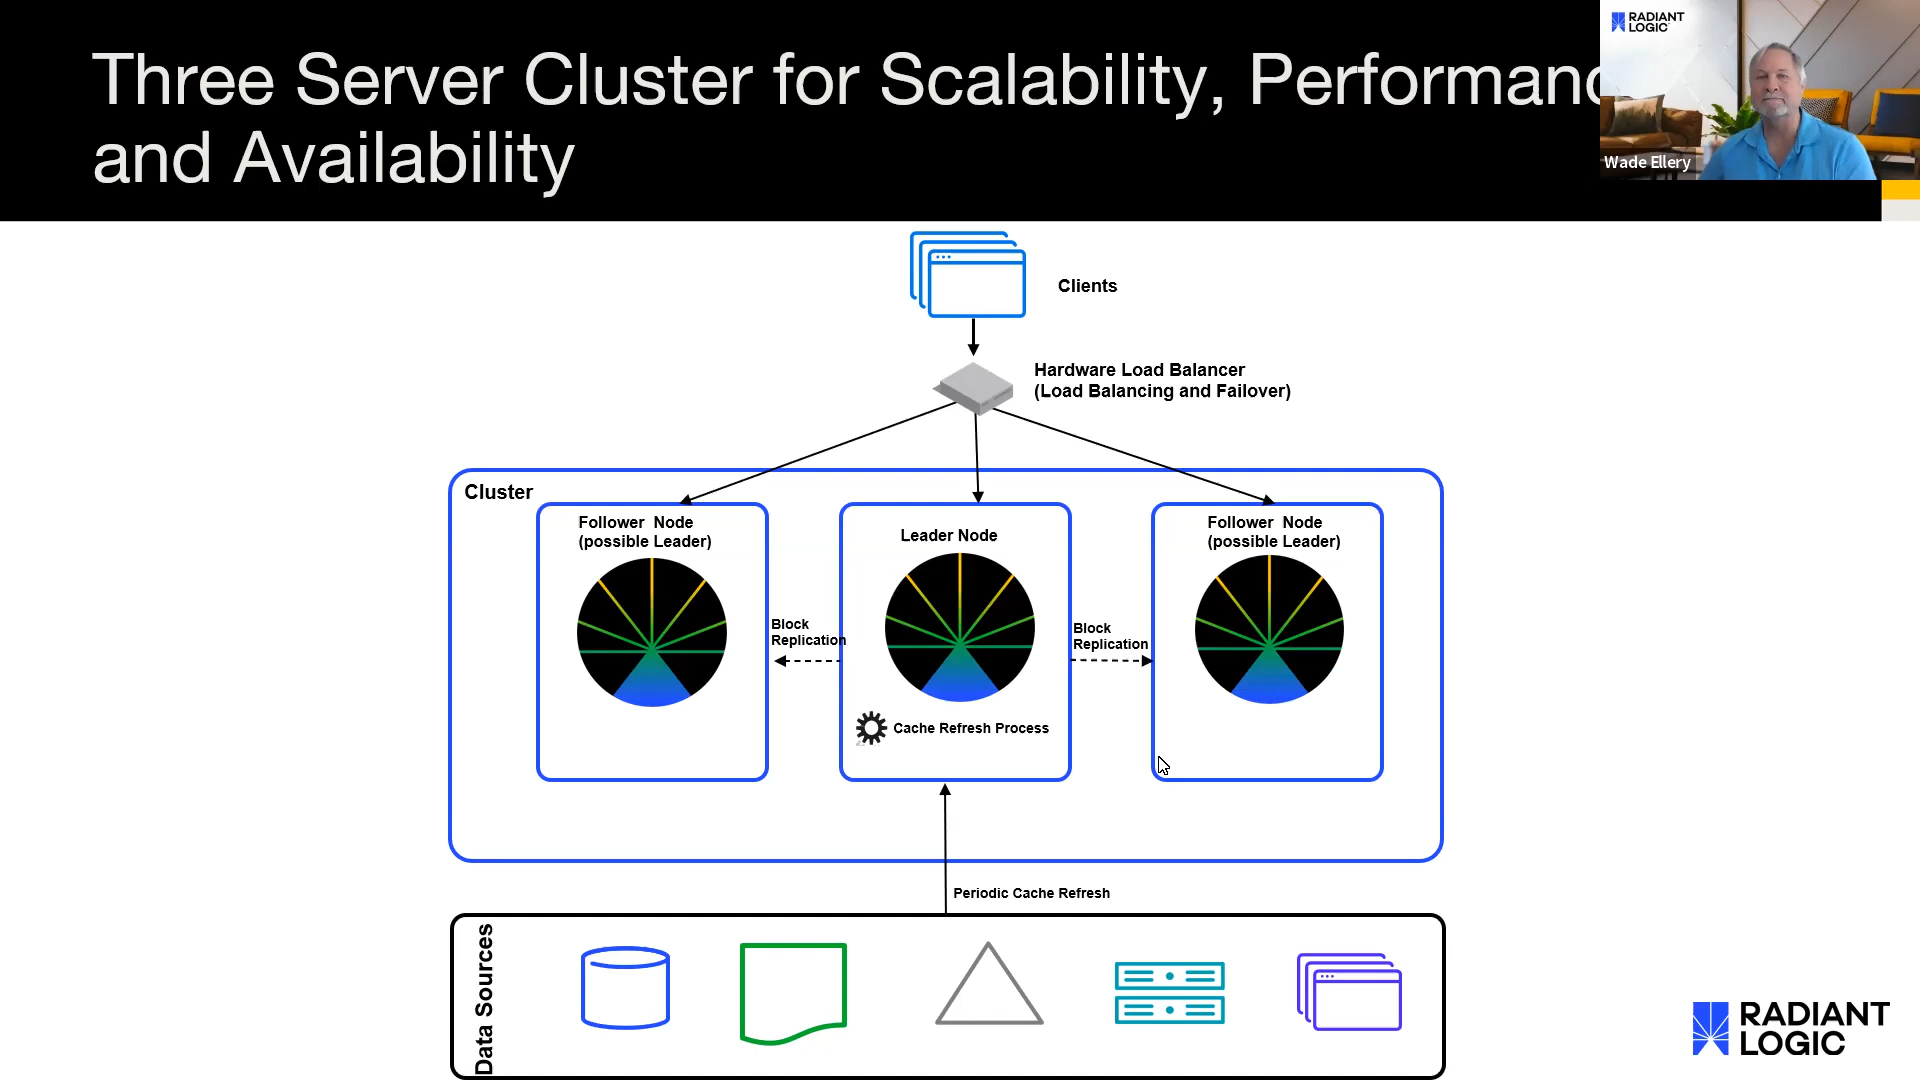 Three Server Cluster for Scalability, Performanc
and Availability
RADIANT
LOGIC
Wade Ellery
Clients
Hardware Load Balancer
(Load Balancing and Failover)
Cluster
Follower Node
(possible Leader)
Leader Node
Follower Node
(possible Leader)
Block
Replication
Block
Replication
Cache Refresh Process
Periodic Cache Refresh
Data Sources
RADIANT
LOGIC